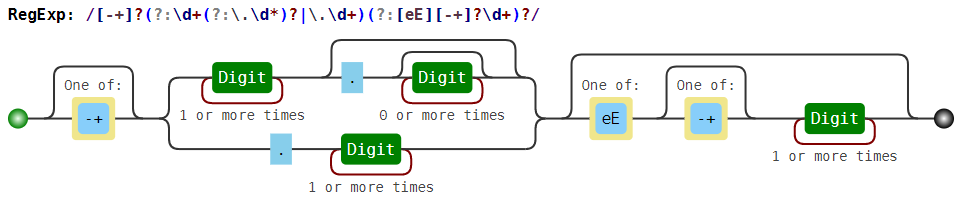 RegExp: /[-+]?(?:\d+(?:\.\d*)?|\.\d+)(?:[eE][-+]?\d+)?/
One of:
-+
Digit
1 or more times
.
Digit
0 or more times
.
Digit
1 or more times
One of:
eE
One of:
-+
Digit
1 or more times